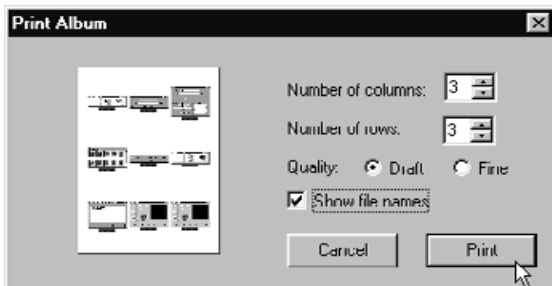 Print Album
Number of columns: 3
Number of rows: 3
Quality: Draft Fine
Show file names
Cancel Print